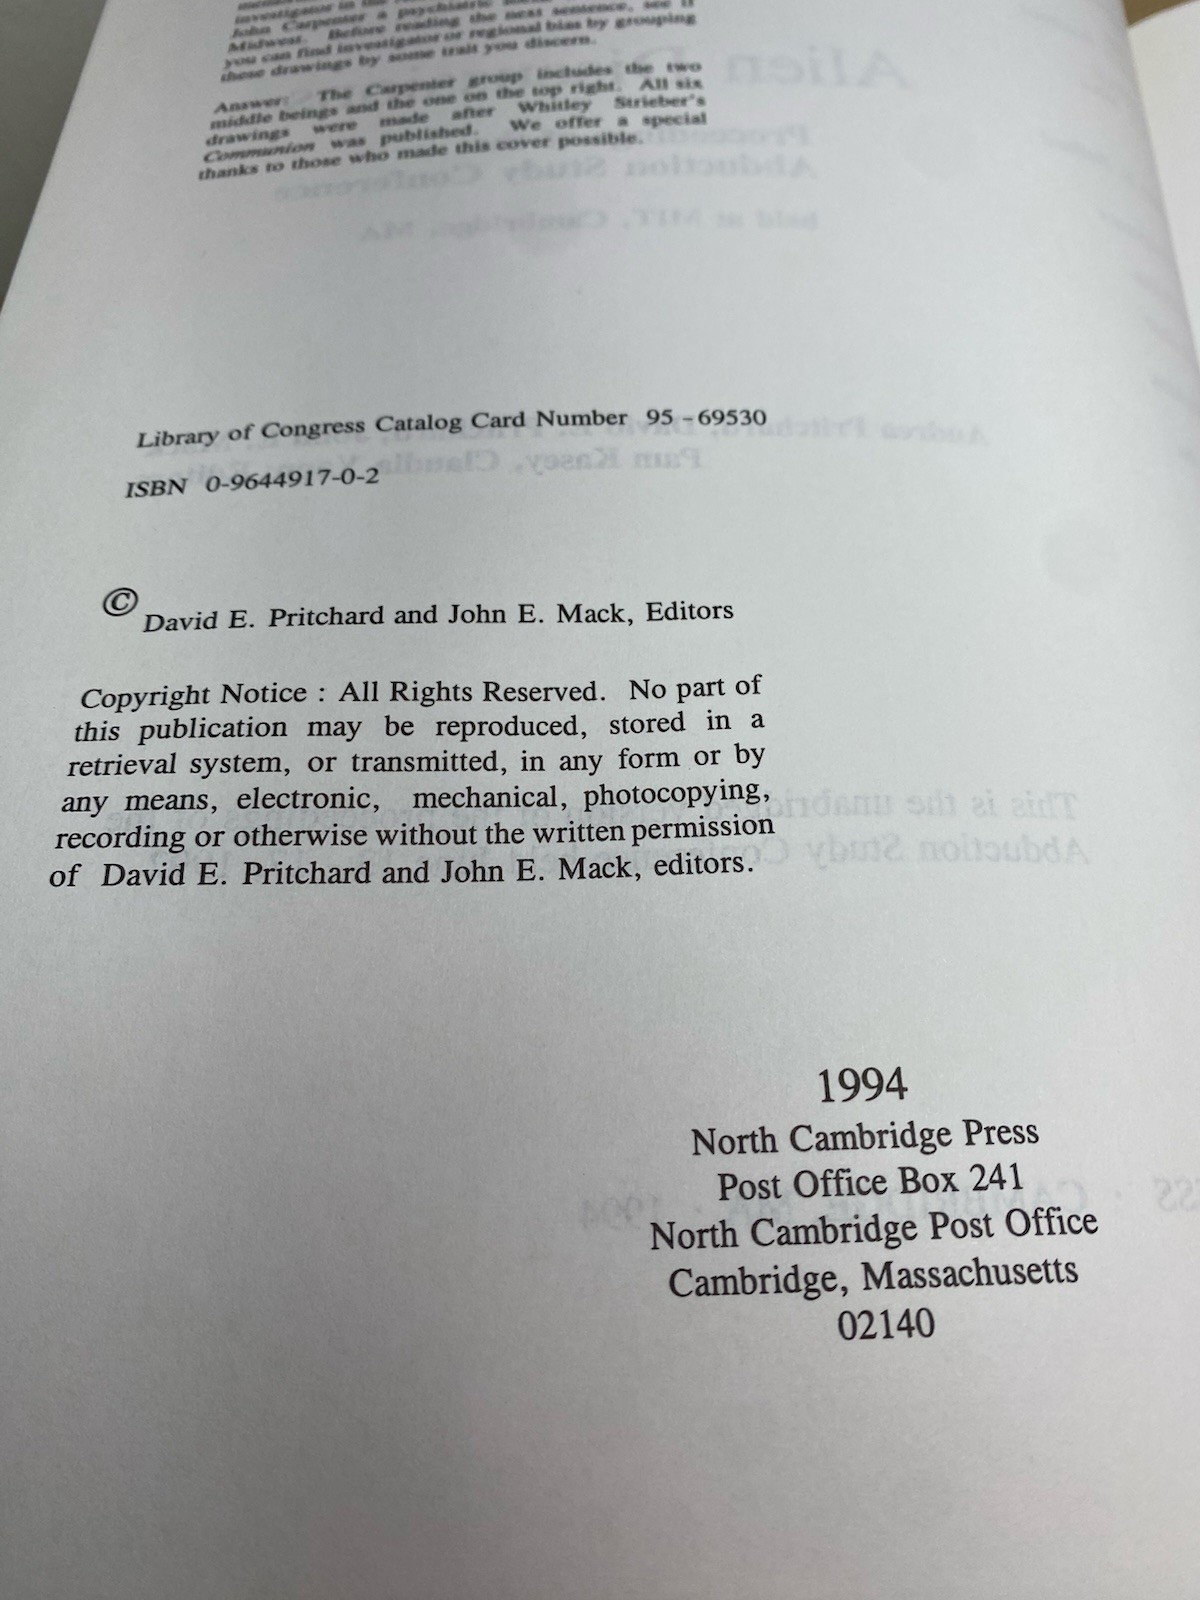 investigator in the
John Carpenter a psychiatric
Midwest. Before reading the next sentence, see if
you can find investigator or regional bias by grouping
these drawings by some trait you discern.
Answer: The Carpenter group includes the two
middle beings and the one on the top right. All six
drawings were made after Whitley Strieber's
Communion was published. We offer a special
thanks to those who made this cover possible.
Library of Congress Catalog Card Number 95-69530
ISBN 0-9644917-0-2
© David E. Pritchard and John E. Mack, Editors
Copyright Notice : All Rights Reserved. No part of
this publication may be reproduced, stored in a
retrieval system, or transmitted, in any form or by
any means, electronic, mechanical, photocopying,
recording or otherwise without the written permission
of David E. Pritchard and John E. Mack, editors.
1994
North Cambridge Press
Post Office Box 241
North Cambridge Post Office
Cambridge, Massachusetts
02140